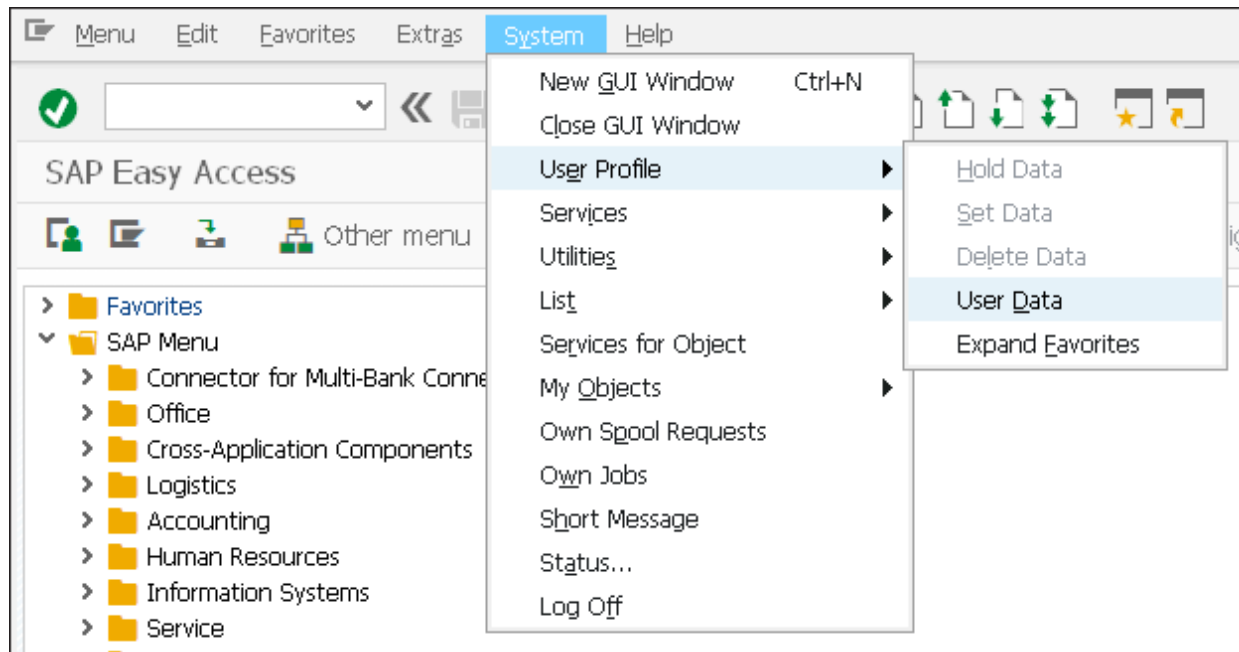 Menu Edit Favorites Extras System Help
New GUI Window Ctrl+N
Close GUI Window
User Profile
Services
Utilities
List
Services for Object
My Objects
Own Spool Requests
Own Jobs
Short Message
Status...
Log Off
Hold Data
Set Data
Delete Data
User Data
Expand Favorites
SAP Easy Access
Other menu
Favorites
SAP Menu
Connector for Multi-Bank Conne
Office
Cross-Application Components
Logistics
Accounting
Human Resources
Information Systems
Service